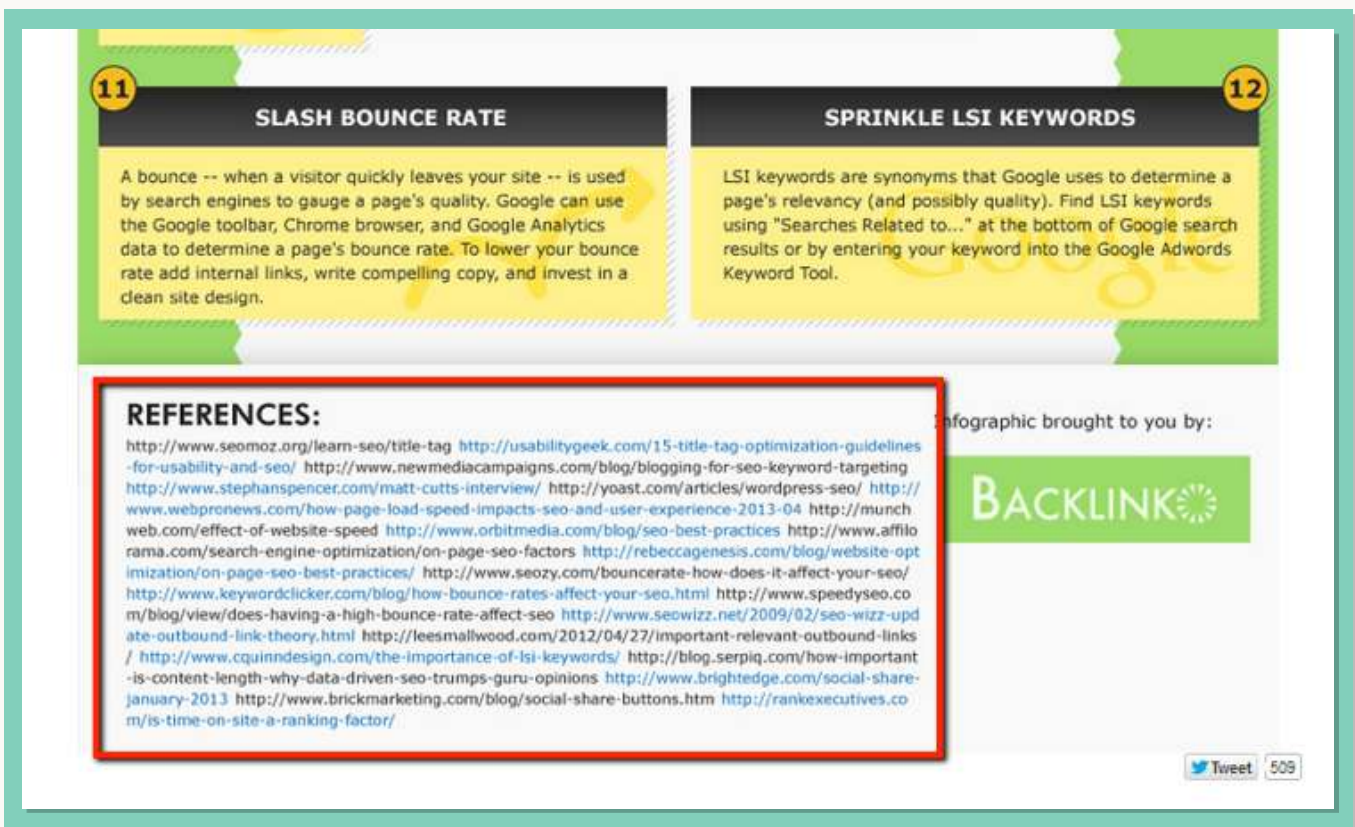 11
SLASH BOUNCE RATE
A bounce -- when a visitor quickly leaves your site -- is used
by search engines to gauge a page's quality. Google can use
the Google toolbar, Chrome browser, and Google Analytics
data to determine a page's bounce rate. To lower your bounce
rate add internal links, write compelling copy, and invest in a
clean site design.
12
SPRINKLE LSI KEYWORDS
LSI keywords are synonyms that Google uses to determine a
page's relevancy (and possibly quality). Find LSI keywords
using "Searches Related to..." at the bottom of Google search
results or by entering your keyword into the Google Adwords
Keyword Tool.
Google
REFERENCES:
http://www.seomoz.org/learn-seo/title-tag http://usabilitygeek.com/15-title-tag-optimization-guidelines
-for-usability-and-seo/ http://www.newmediacampaigns.com/blog/blogging-for-seo-keyword-targeting
http://www.stephanspencer.com/matt-cutts-interview/ http://yoast.com/articles/wordpress-seo/ http://
www.webpronews.com/how-page-load-speed-impacts-seo-and-user-experience-2013-04 http://munch
web.com/effect-of-website-speed http://www.orbitmedia.com/blog/seo-best-practices http://www.affilo
rama.com/search-engine-optimization/on-page-seo-factors http://rebeccagenesis.com/blog/website-opt
imization/on-page-seo-best-practices/ http://www.seozy.com/bouncerate-how-does-it-affect-your-seo/
http://www.keywordclicker.com/blog/how-bounce-rates-affect-your-seo.html http://www.speedyseo.co
m/blog/view/does-having-a-high-bounce-rate-affect-seo http://www.seowizz.net/2009/02/seo-wizz-upd
ate-outbound-link-theory.html http://leesmallwood.com/2012/04/27/important-relevant-outbound-links
/ http://www.cquinndesign.com/the-importance-of-lsi-keywords/ http://blog.serpiq.com/how-important
-is-content-length-why-data-driven-seo-trumps-guru-opinions http://www.brightedge.com/social-share-
january-2013 http://www.brickmarketing.com/blog/social-share-buttons.htm http://rankexecutives.co
m/is-time-on-site-a-ranking-factor/
Infographic brought to you by:
BACKLINKO
Tweet 509